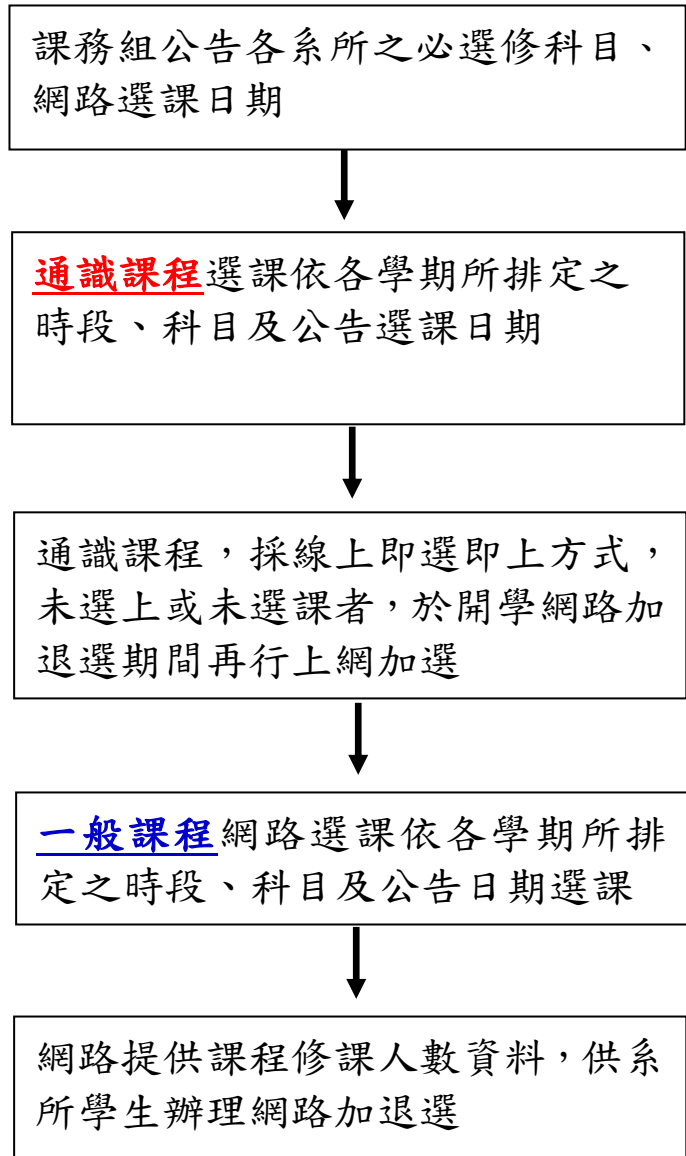 課務組公告各系所之必選修科目、
網路選課日期
通識課程選課依各學期所排定之
時段、科目及公告選課日期
通識課程，採線上即選即上方式，
未選上或未選課者，於開學網路加
退選期間再行上網加選
一般課程網路選課依各學期所排
定之時段、科目及公告日期選課
網路提供課程修課人數資料，供系
所學生辦理網路加退選